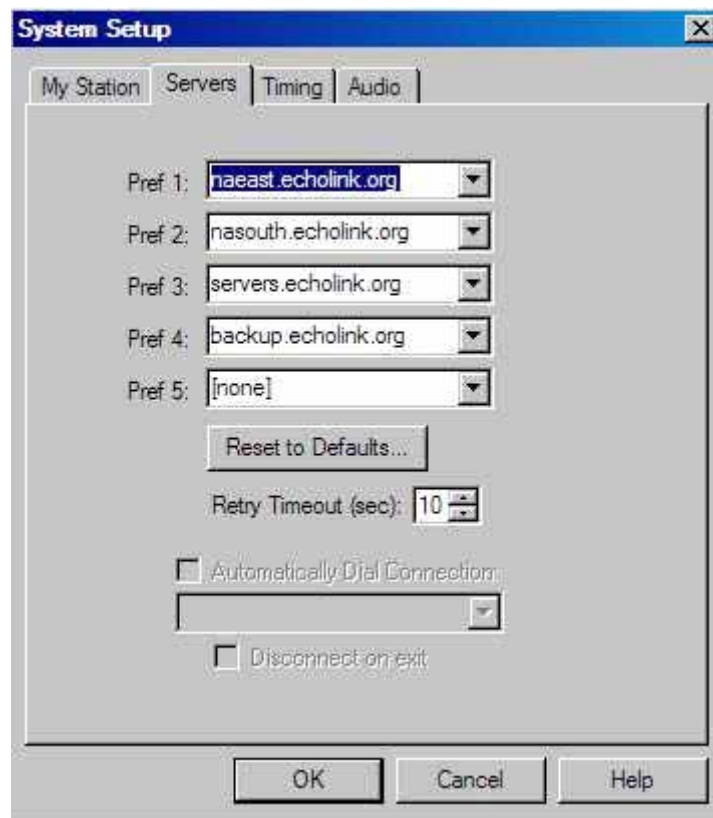 System Setup
My Station Servers Timing Audio
Pref 1: naeast.echolink.org
Pref 2: nasouth.echolink.org
Pref 3: servers.echolink.org
Pref 4: backup.echolink.org
Pref 5: [none]
Reset to Defaults...
Retry Timeout (sec): 10
Automatically Dial Connection:
Disconnect on exit
OK Cancel Help